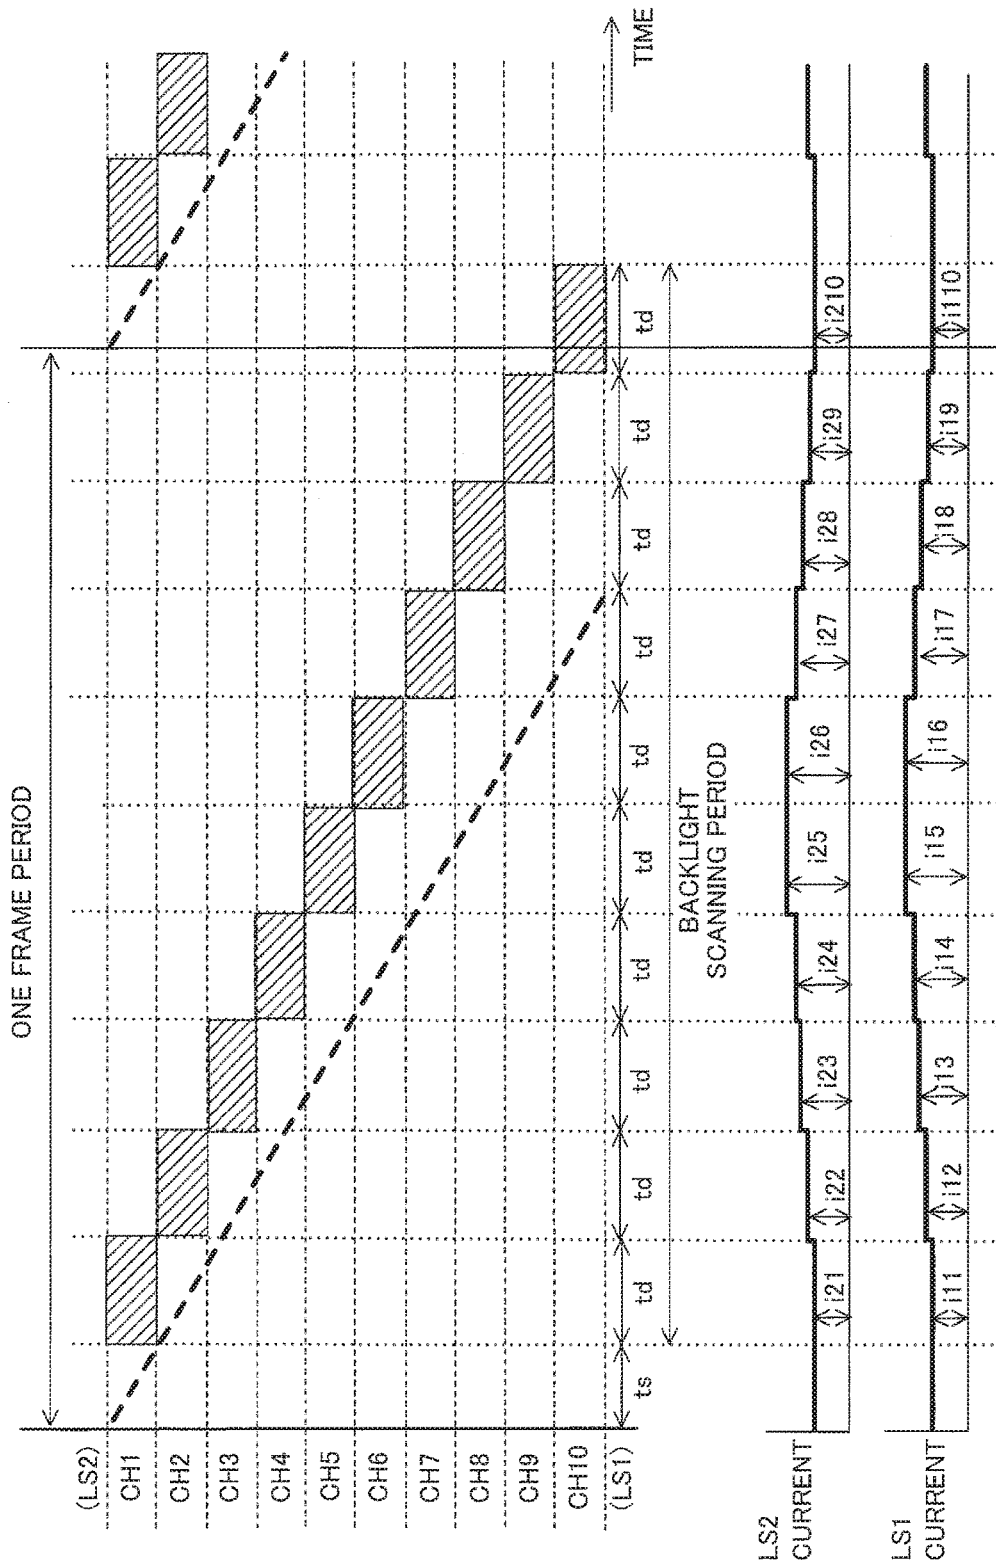 ONE FRAME PERIOD
(LS2)
CH1
CH2
CH3
CH4
CH5
CH6
CH7
CH8
CH9
CH10
(LS1)
TIME
ts
td
td
td
td
td
td
td
td
td
td
BACKLIGHT
SCANNING PERIOD
LS2
CURRENT
i21
i22
i23
i24
i25
i26
i27
i28
i29
i210
LS1
CURRENT
i11
i12
i13
i14
i15
i16
i17
i18
i19
i110